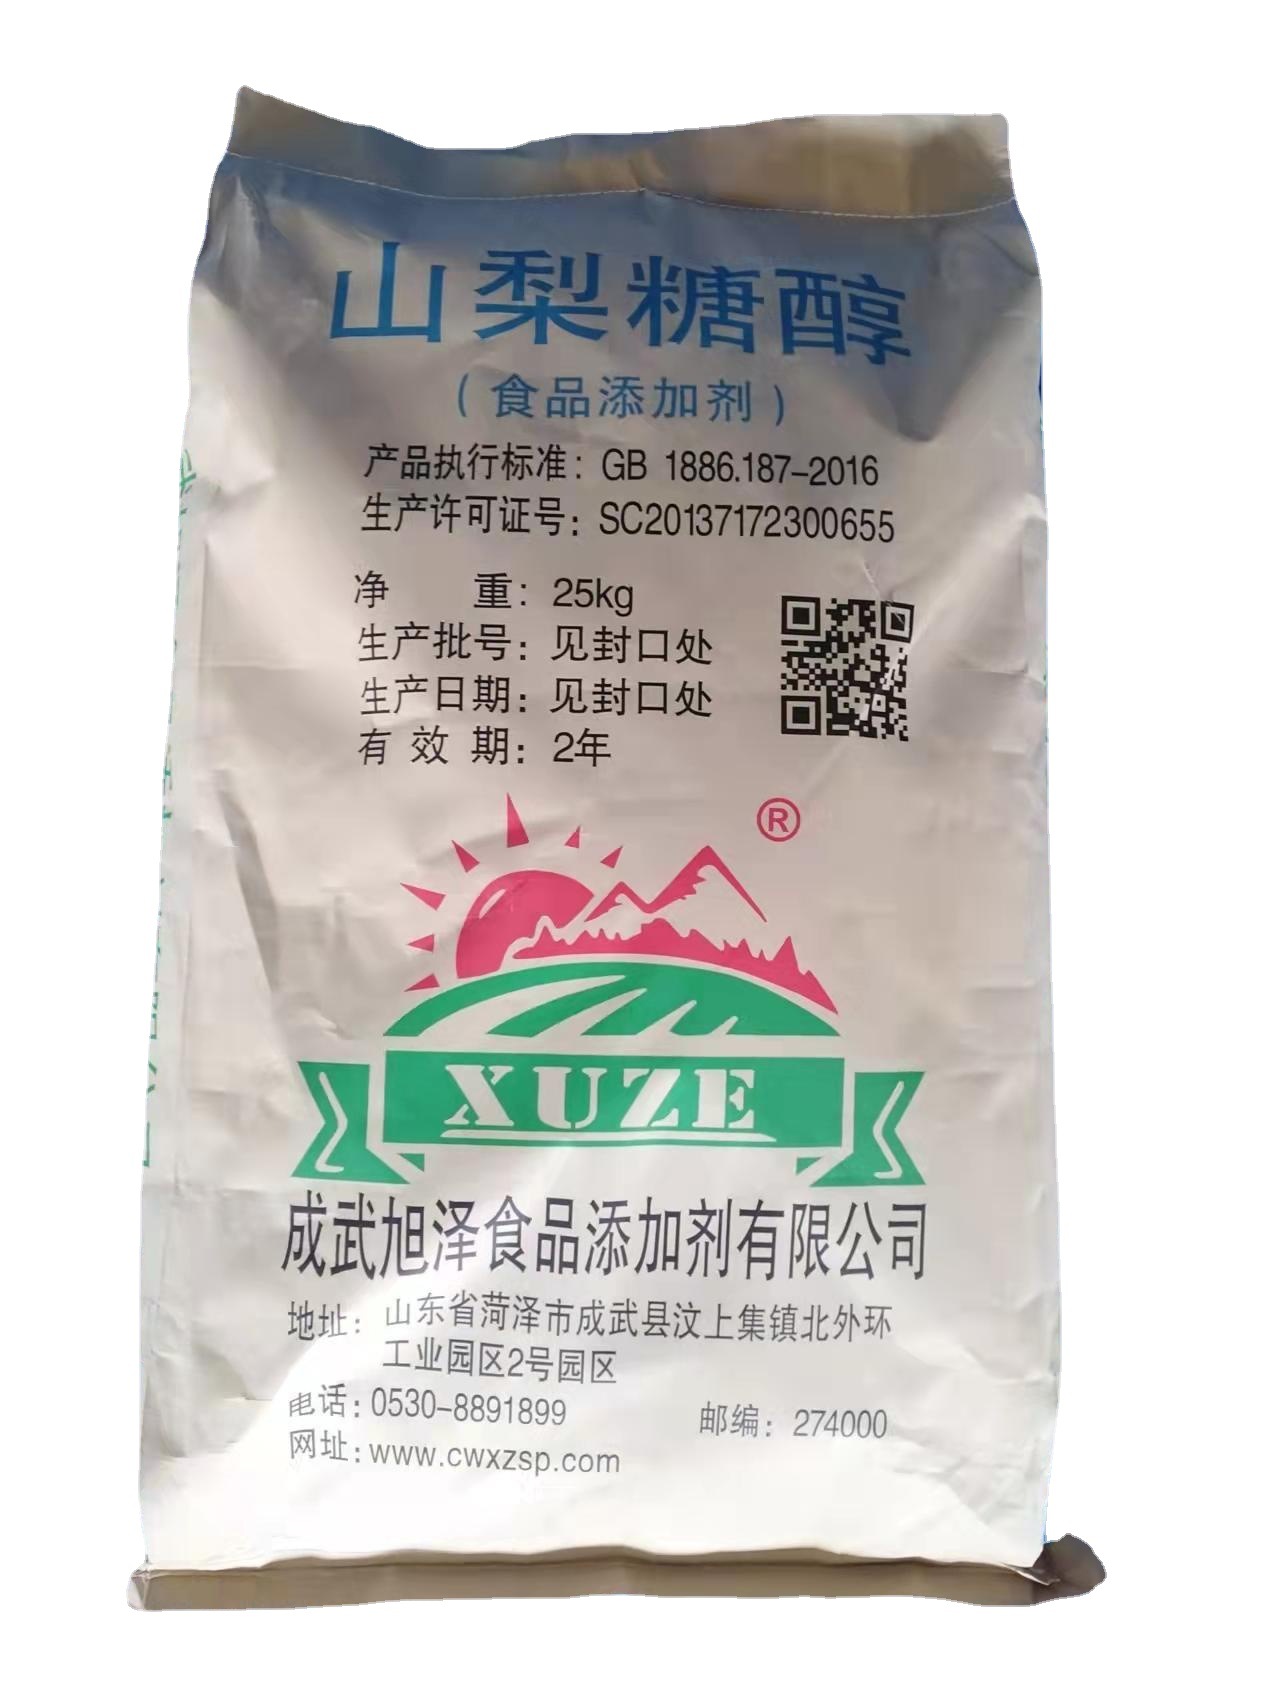 山梨糖醇
（食品添加剂）
产品执行标准：GB 1886.187-2016
生产许可证号：SC20137172300655
净 重：25kg
生产批号：见封口处
生产日期：见封口处
有效期：2年
®
XUZE
成武旭泽食品添加剂有限公司
地址：山东省菏泽市成武县汶上集镇北外环
工业园区2号园区
电话：0530-8891899
邮编：274000
网址：www.cwxzsp.com